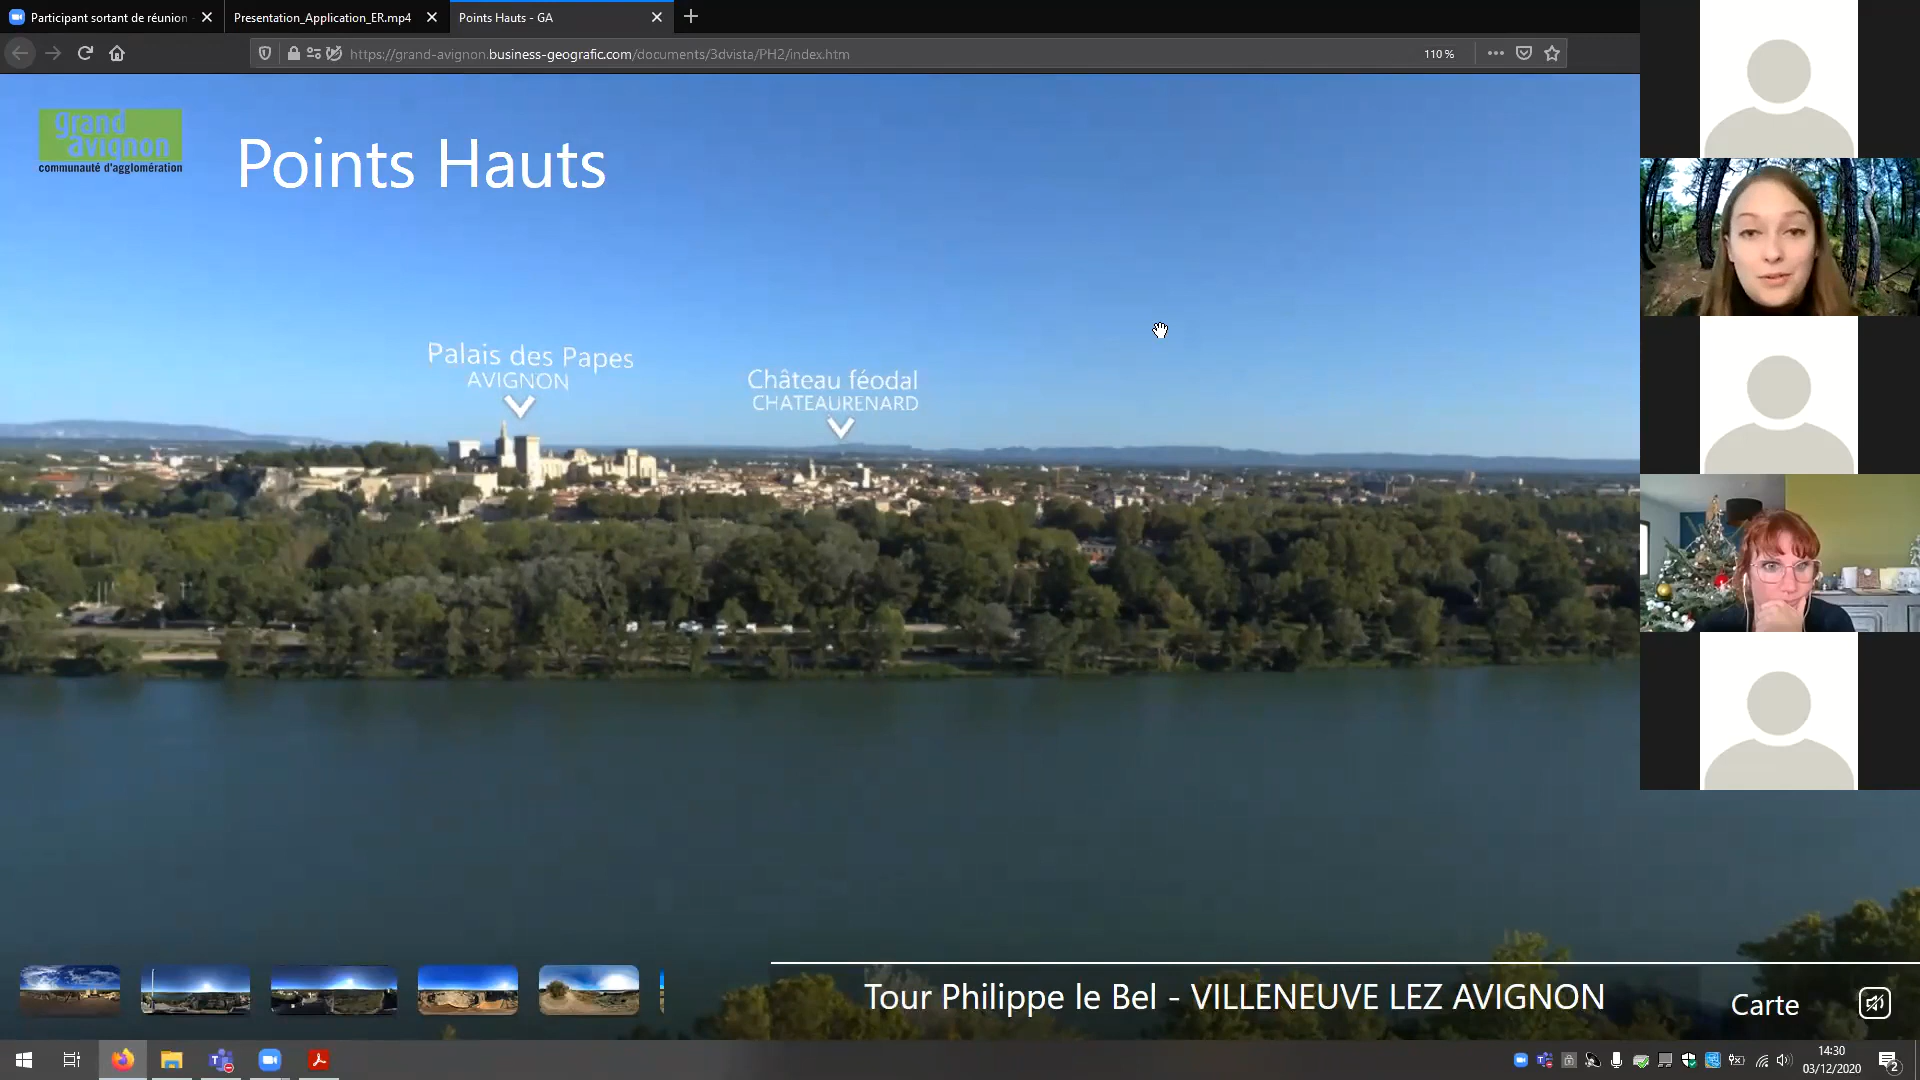 Participant sortant de réunion
Presentation_Application_ER.mp4
Points Hauts - GA
https://grand-avignon.business-geografic.com/documents/3dvista/PH2/index.htm
110 %
grand
avignon
communauté d'agglomération
Points Hauts
Palais des Papes
AVIGNON
Château féodal
CHATEAURENARD
Tour Philippe le Bel - VILLENEUVE LEZ AVIGNON
Carte
14:30
03/12/2020
2